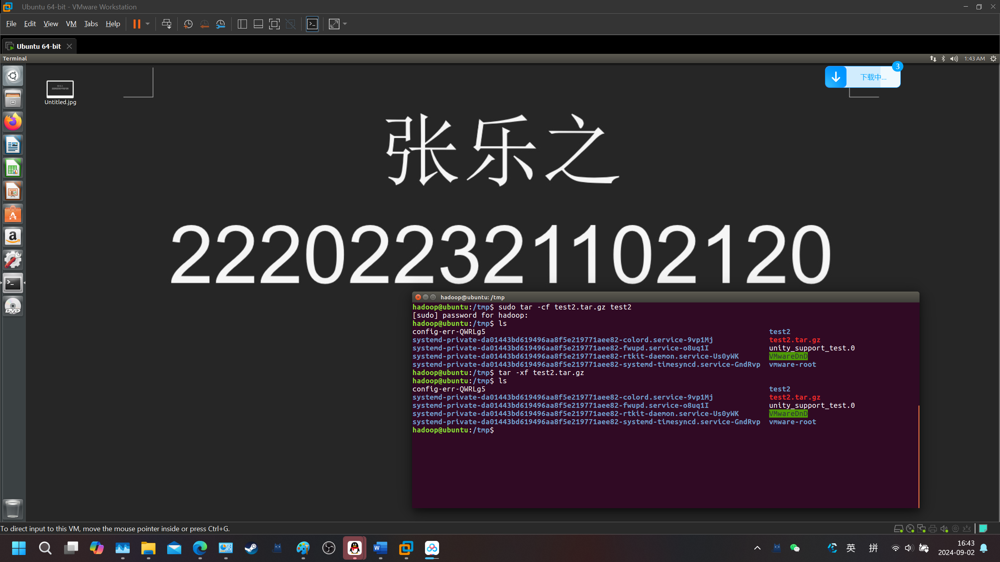 Ubuntu 64-bit - VMware Workstation
File Edit View VM Tabs Help
Ubuntu 64-bit
Terminal
1:43 AM
3
下载中...
张乐之
222022321102120
Untitled.jpg
张乐之
222022321102120
hadoop@ubuntu: /tmp
hadoop@ubuntu:/tmp$ sudo tar -cf test2.tar.gz test2
[sudo] password for hadoop:
hadoop@ubuntu:/tmp$ ls
config-err-QWRLg5 test2
systemd-private-da01443bd619496aa8f5e219771aee82-colord.service-9vp1Mj test2.tar.gz
systemd-private-da01443bd619496aa8f5e219771aee82-fwupd.service-o8uq1I unity_support_test.0
systemd-private-da01443bd619496aa8f5e219771aee82-rtkit-daemon.service-Us0yWK VMwareDnD
systemd-private-da01443bd619496aa8f5e219771aee82-systemd-timesyncd.service-GndRvp vmware-root
hadoop@ubuntu:/tmp$ tar -xf test2.tar.gz
hadoop@ubuntu:/tmp$ ls
config-err-QWRLg5 test2
systemd-private-da01443bd619496aa8f5e219771aee82-colord.service-9vp1Mj test2.tar.gz
systemd-private-da01443bd619496aa8f5e219771aee82-fwupd.service-o8uq1I unity_support_test.0
systemd-private-da01443bd619496aa8f5e219771aee82-rtkit-daemon.service-Us0yWK VMwareDnD
systemd-private-da01443bd619496aa8f5e219771aee82-systemd-timesyncd.service-GndRvp vmware-root
hadoop@ubuntu:/tmp$
To direct input to this VM, move the mouse pointer inside or press Ctrl+G.
英 拼
16:43
2024-09-02